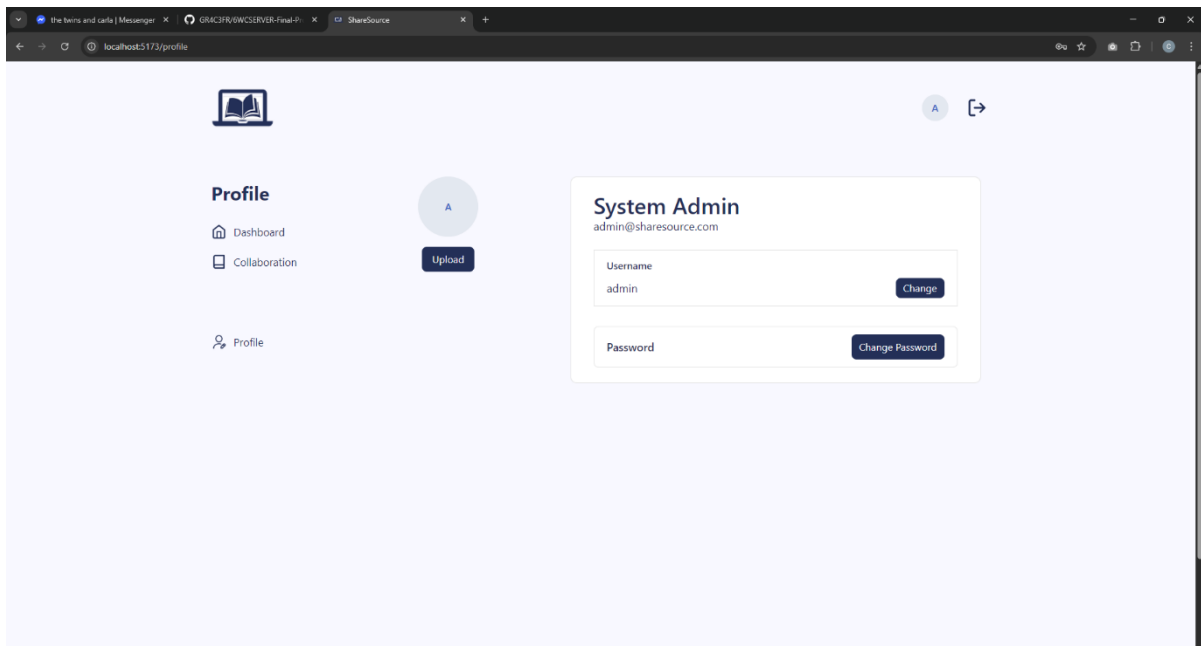 the twins and carla | Messenger
GR4C3FR/6WCSERVER-Final-Pr
ShareSource
localhost:5173/profile
C
A
Profile
Dashboard
Collaboration
Profile
A
Upload
System Admin
admin@sharesource.com
Username
admin
Change
Password
Change Password